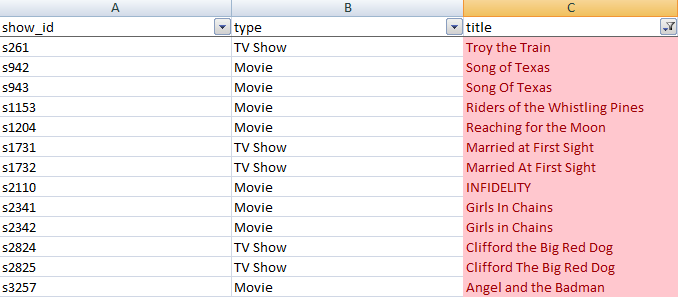 A B C
show_id type title
s261 TV Show Troy the Train
s942 Movie Song of Texas
s943 Movie Song Of Texas
s1153 Movie Riders of the Whistling Pines
s1204 Movie Reaching for the Moon
s1731 TV Show Married at First Sight
s1732 TV Show Married At First Sight
s2110 Movie INFIDELITY
s2341 Movie Girls In Chains
s2342 Movie Girls in Chains
s2824 TV Show Clifford the Big Red Dog
s2825 TV Show Clifford The Big Red Dog
s3257 Movie Angel and the Badman